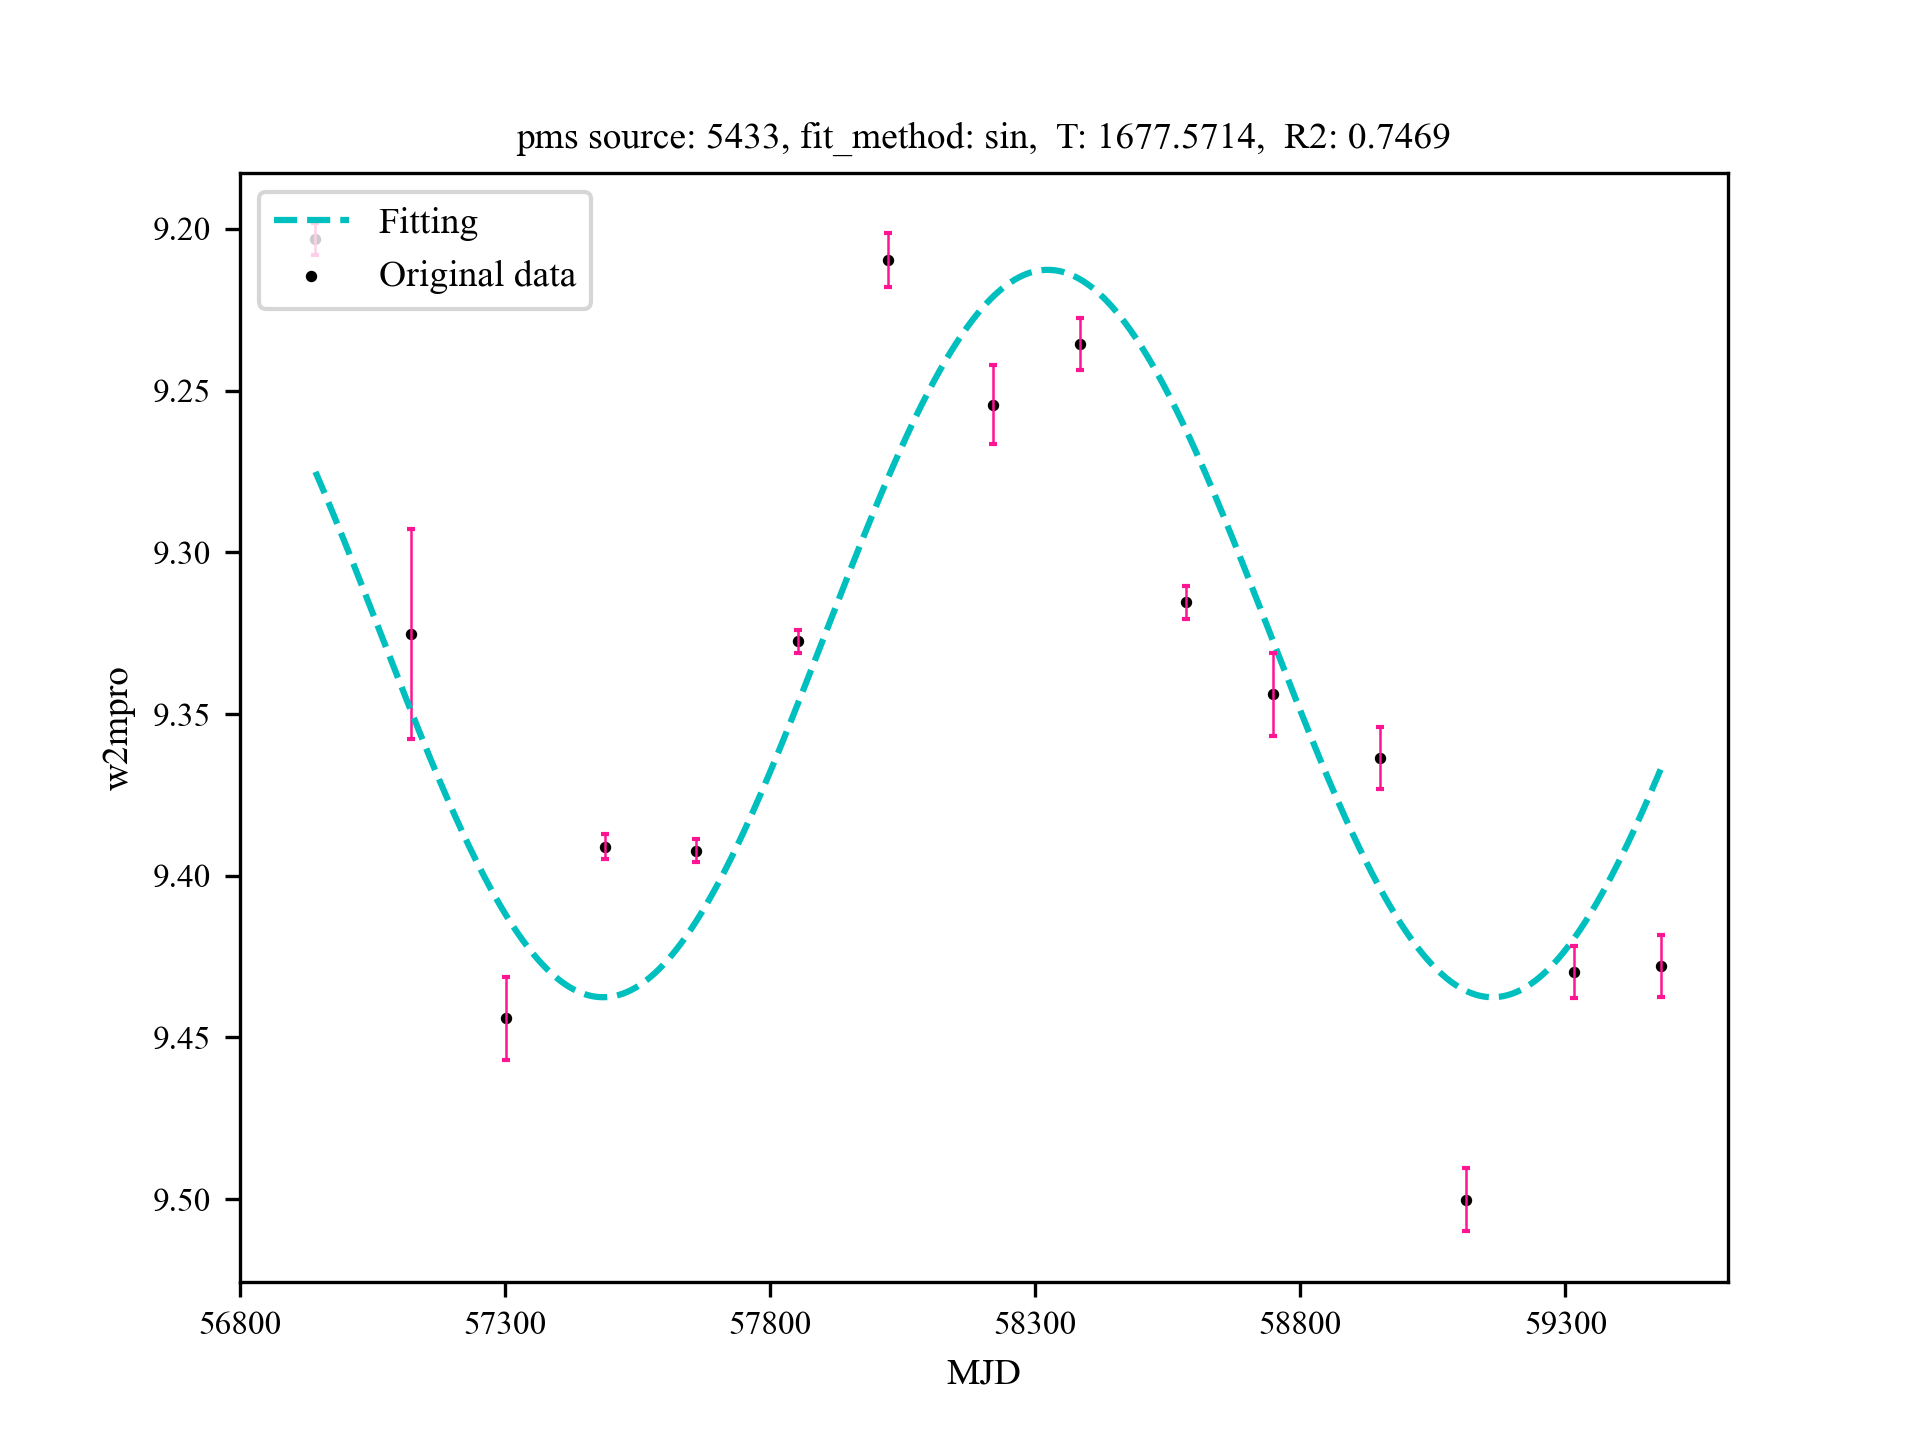 pms source: 5433, fit_method: sin,  T: 1677.5714,  R2: 0.7469
Fitting
Original data
9.20
9.25
9.30
9.35
9.40
9.45
9.50
w2mpro
56800
57300
57800
58300
58800
59300
MJD